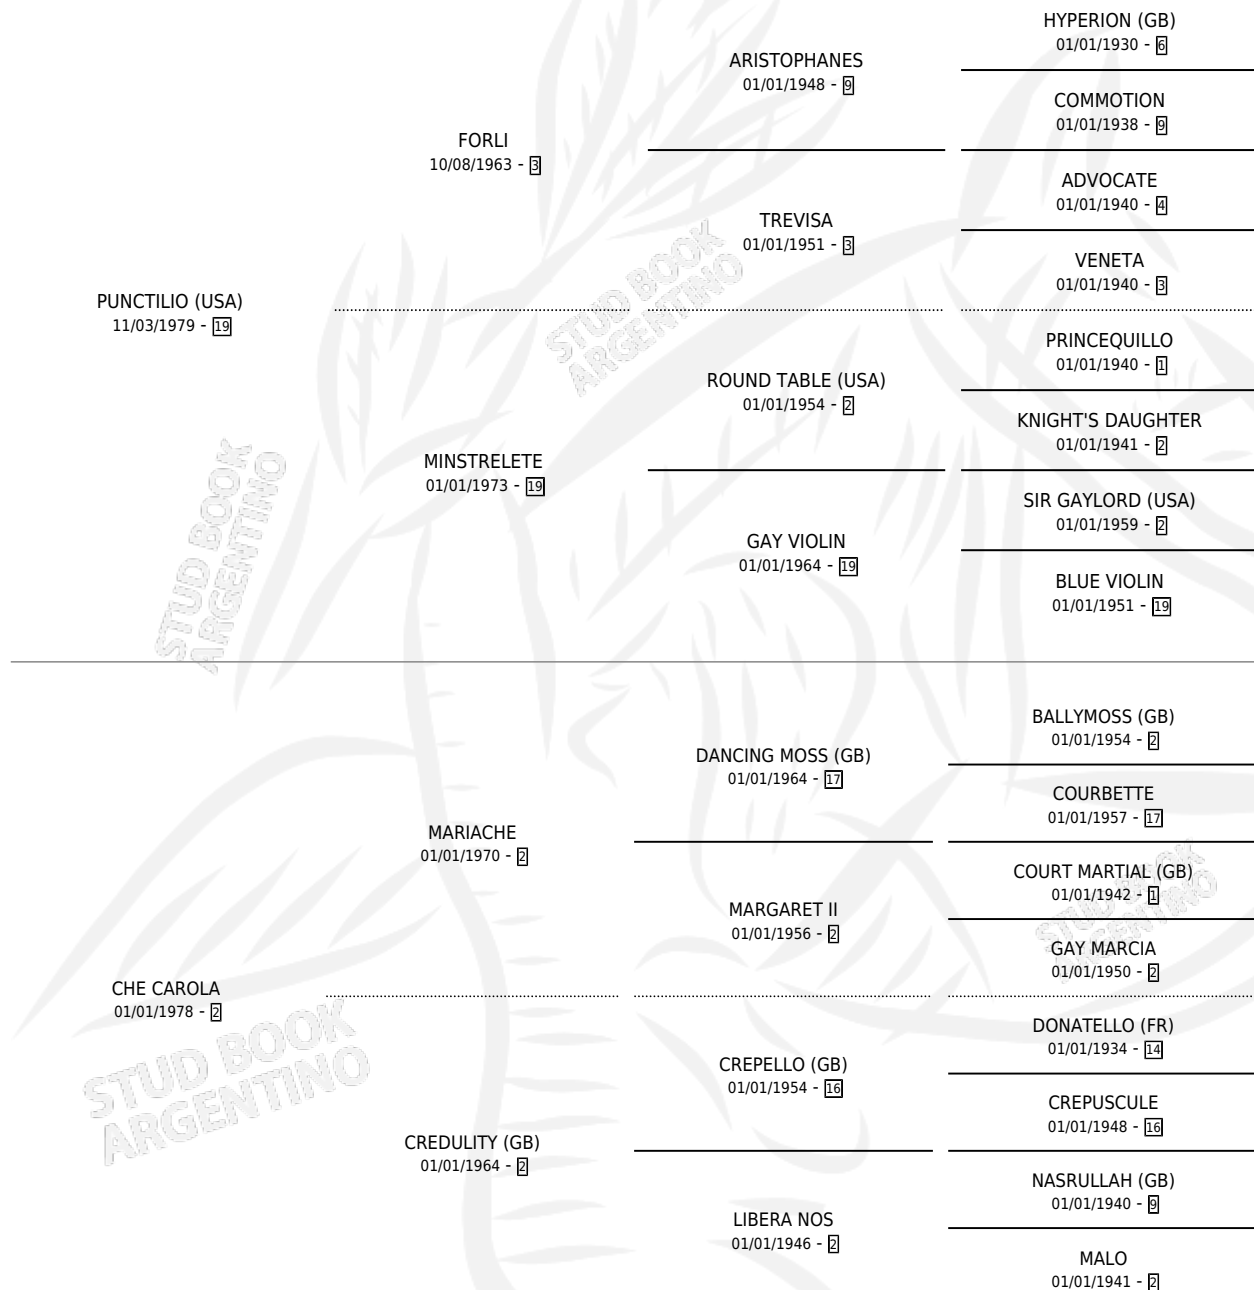 HYPERION (GB)
01/01/1930 - 6
ARISTOPHANES
01/01/1948 - 9
COMMOTION
01/01/1938 - 9
FORLI
10/08/1963 - 3
ADVOCATE
01/01/1940 - 4
TREVISA
01/01/1951 - 3
VENETA
01/01/1940 - 3
PUNCTILIO (USA)
11/03/1979 - 19
STUD BOOK
ARGENTINO
PRINCEQUILLO
01/01/1940 - 1
ROUND TABLE (USA)
01/01/1954 - 2
KNIGHT'S DAUGHTER
01/01/1941 - 2
MINSTRELETE
01/01/1973 - 19
SIR GAYLORD (USA)
01/01/1959 - 2
GAY VIOLIN
01/01/1964 - 19
BLUE VIOLIN
01/01/1951 - 19
STUD BOOK
ARGENTINO
BALLYMOSS (GB)
01/01/1954 - 2
DANCING MOSS (GB)
01/01/1964 - 17
COURBETTE
01/01/1957 - 17
MARIACHE
01/01/1970 - 2
COURT MARTIAL (GB)
01/01/1942 - 1
MARGARET II
01/01/1956 - 2
STUD BOOK
ARGENTINO
GAY MARCIA
01/01/1950 - 2
CHE CAROLA
01/01/1978 - 2
STUD BOOK
ARGENTINO
DONATELLO (FR)
01/01/1934 - 14
CREPELLO (GB)
01/01/1954 - 16
CREPUSCULE
01/01/1948 - 16
CREDULITY (GB)
01/01/1964 - 2
NASRULLAH (GB)
01/01/1940 - 9
LIBERA NOS
01/01/1946 - 2
MALO
01/01/1941 - 2